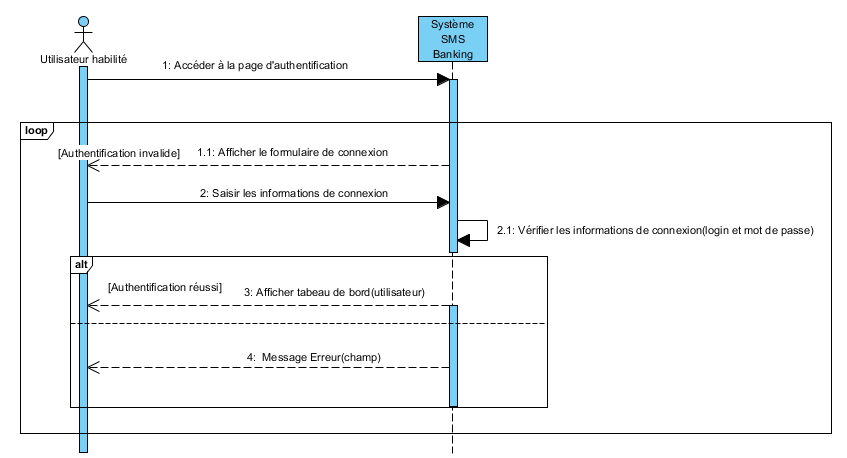 Utilisateur habilité
Système
SMS
Banking
1: Accéder à la page d'authentification
loop
[Authentification invalide]
1.1: Afficher le formulaire de connexion
2: Saisir les informations de connexion
2.1: Vérifier les informations de connexion(login et mot de passe)
alt
[Authentification réussi]
3: Afficher tabeau de bord(utilisateur)
4: Message Erreur(champ)